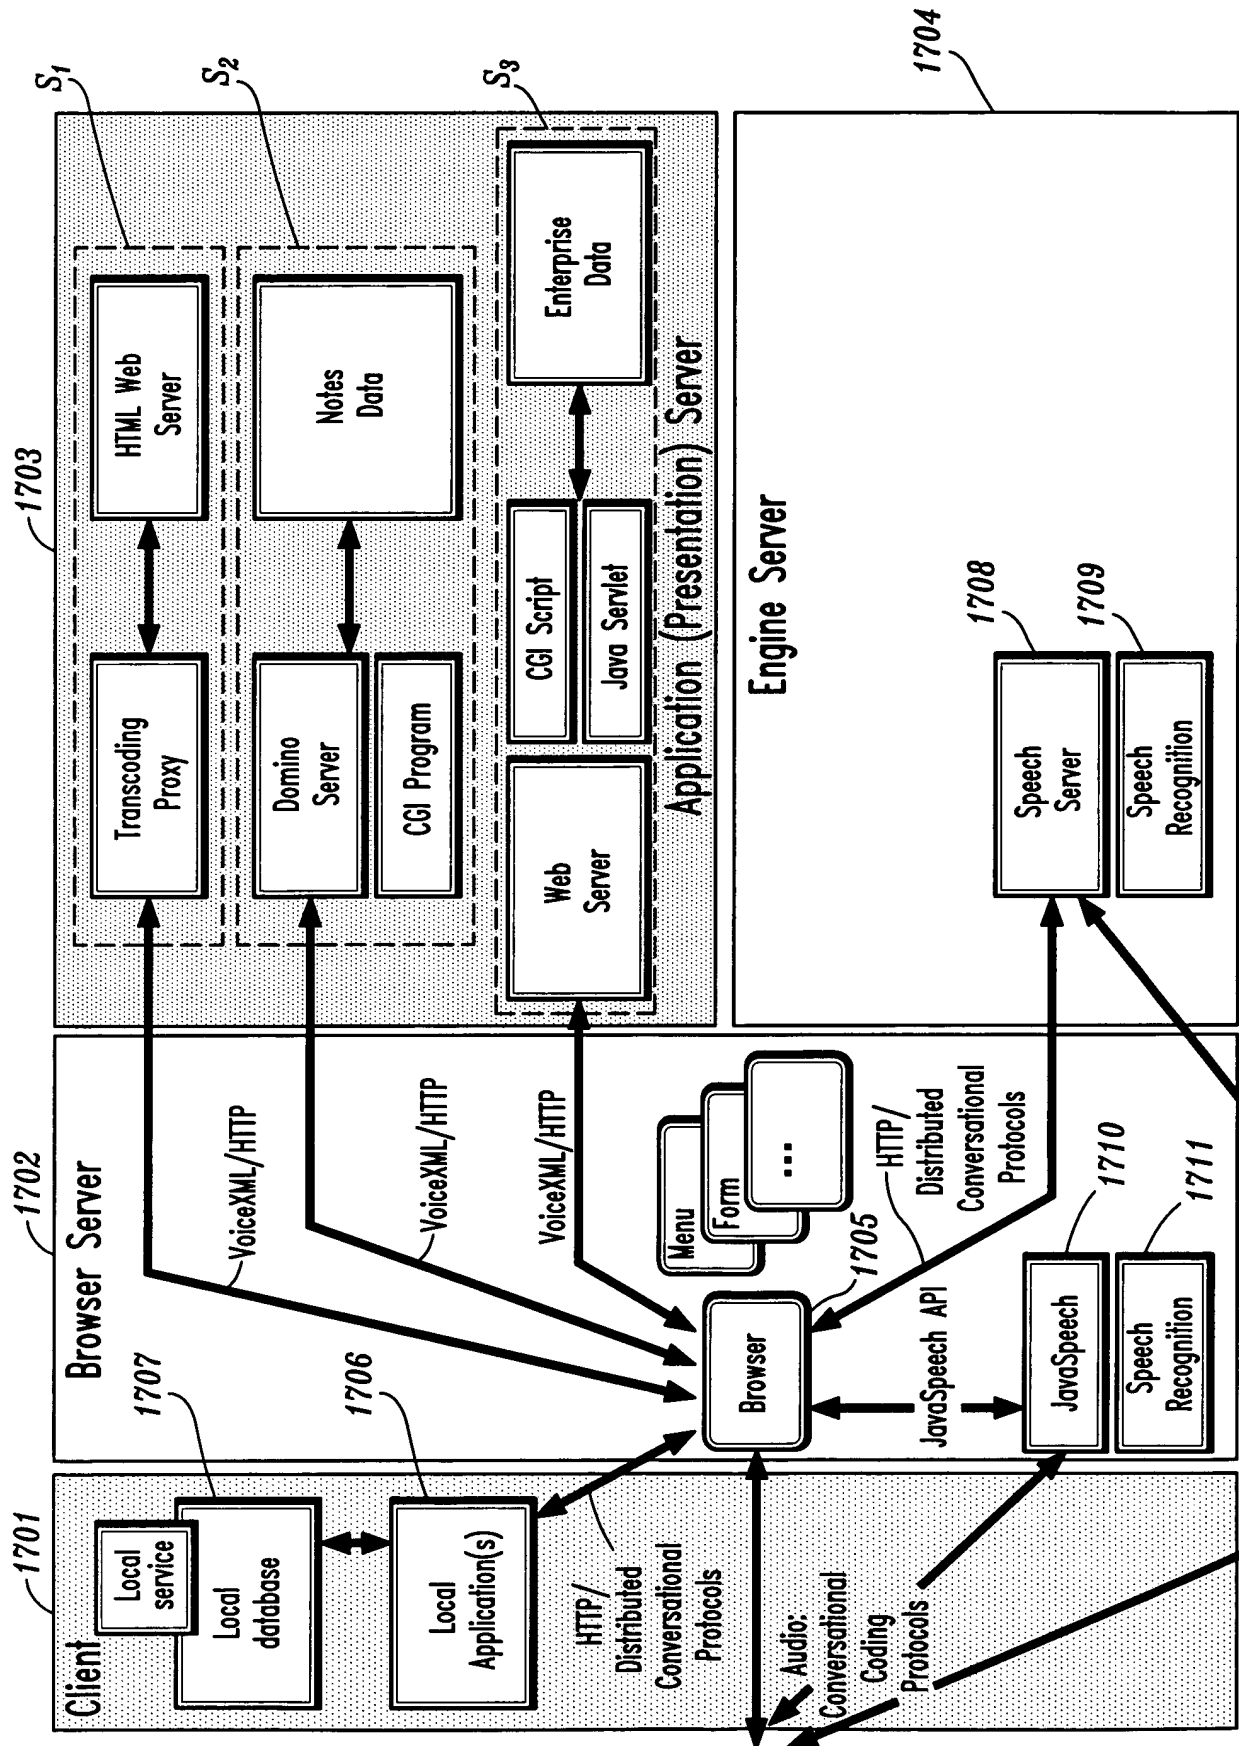 1701
Client
Local
service
Local
database
1707
Local
Application(s)
1706
HTTP/
Distributed
Conversational
Protocols
Audio:
Conversational
Coding
Protocols
1702
Browser Server
VoiceXML/HTTP
VoiceXML/HTTP
VoiceXML/HTTP
Menu
Form
...
Browser
1705
HTTP/
Distributed
Conversational
Protocols
JavaSpeech API
JavaSpeech
1710
Speech
Recognition
1711
1703
S1
Transcoding
Proxy
HTML Web
Server
S2
Domino
Server
CGI Program
Notes
Data
S3
Web
Server
CGI Script
Java Servlet
Enterprise
Data
Application (Presentation) Server
1704
Engine Server
Speech
Server
1708
Speech
Recognition
1709